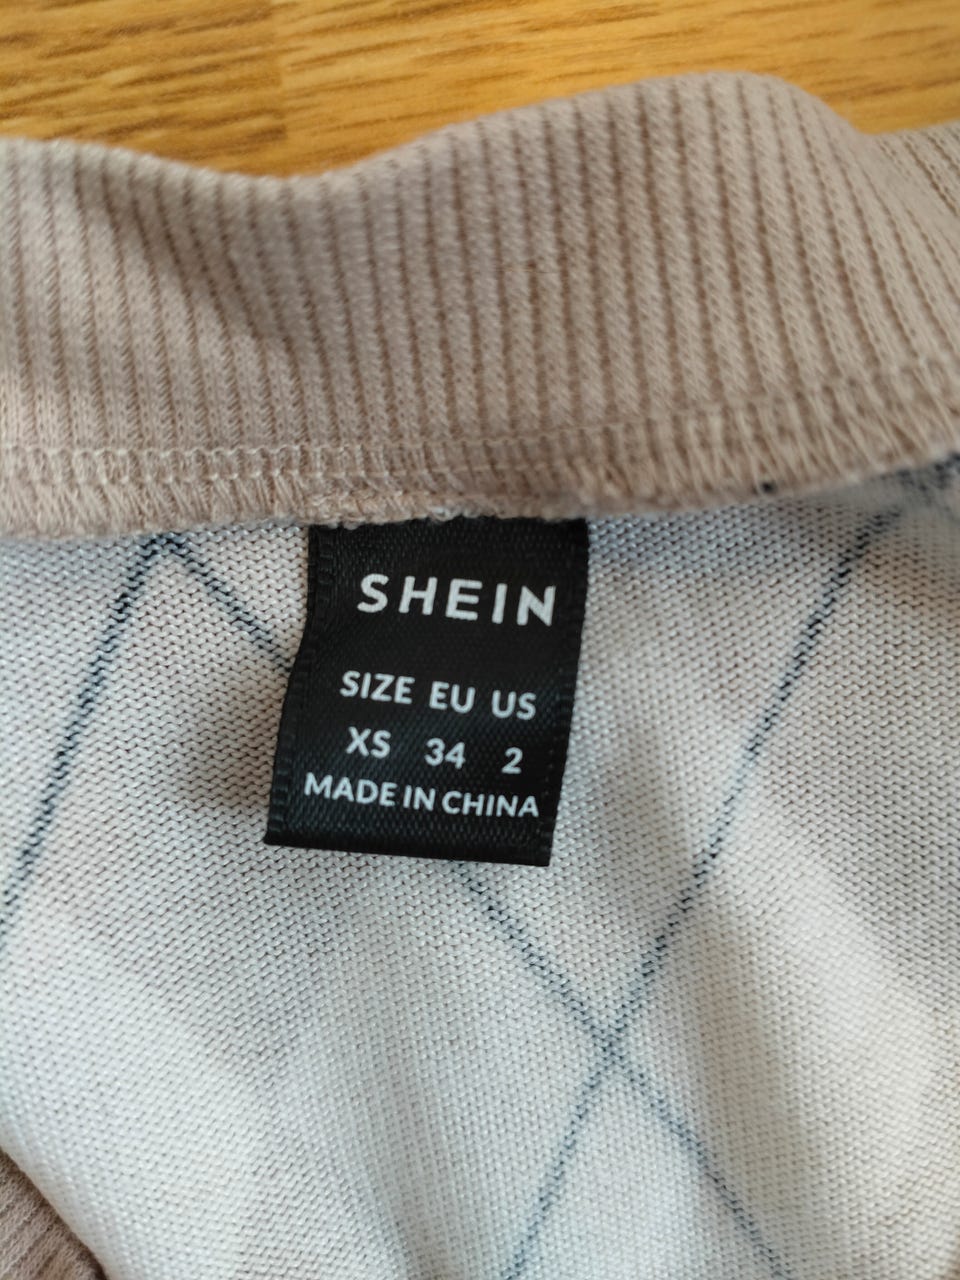 SHEIN
SIZE EU US
XS 34 2
MADE IN CHINA